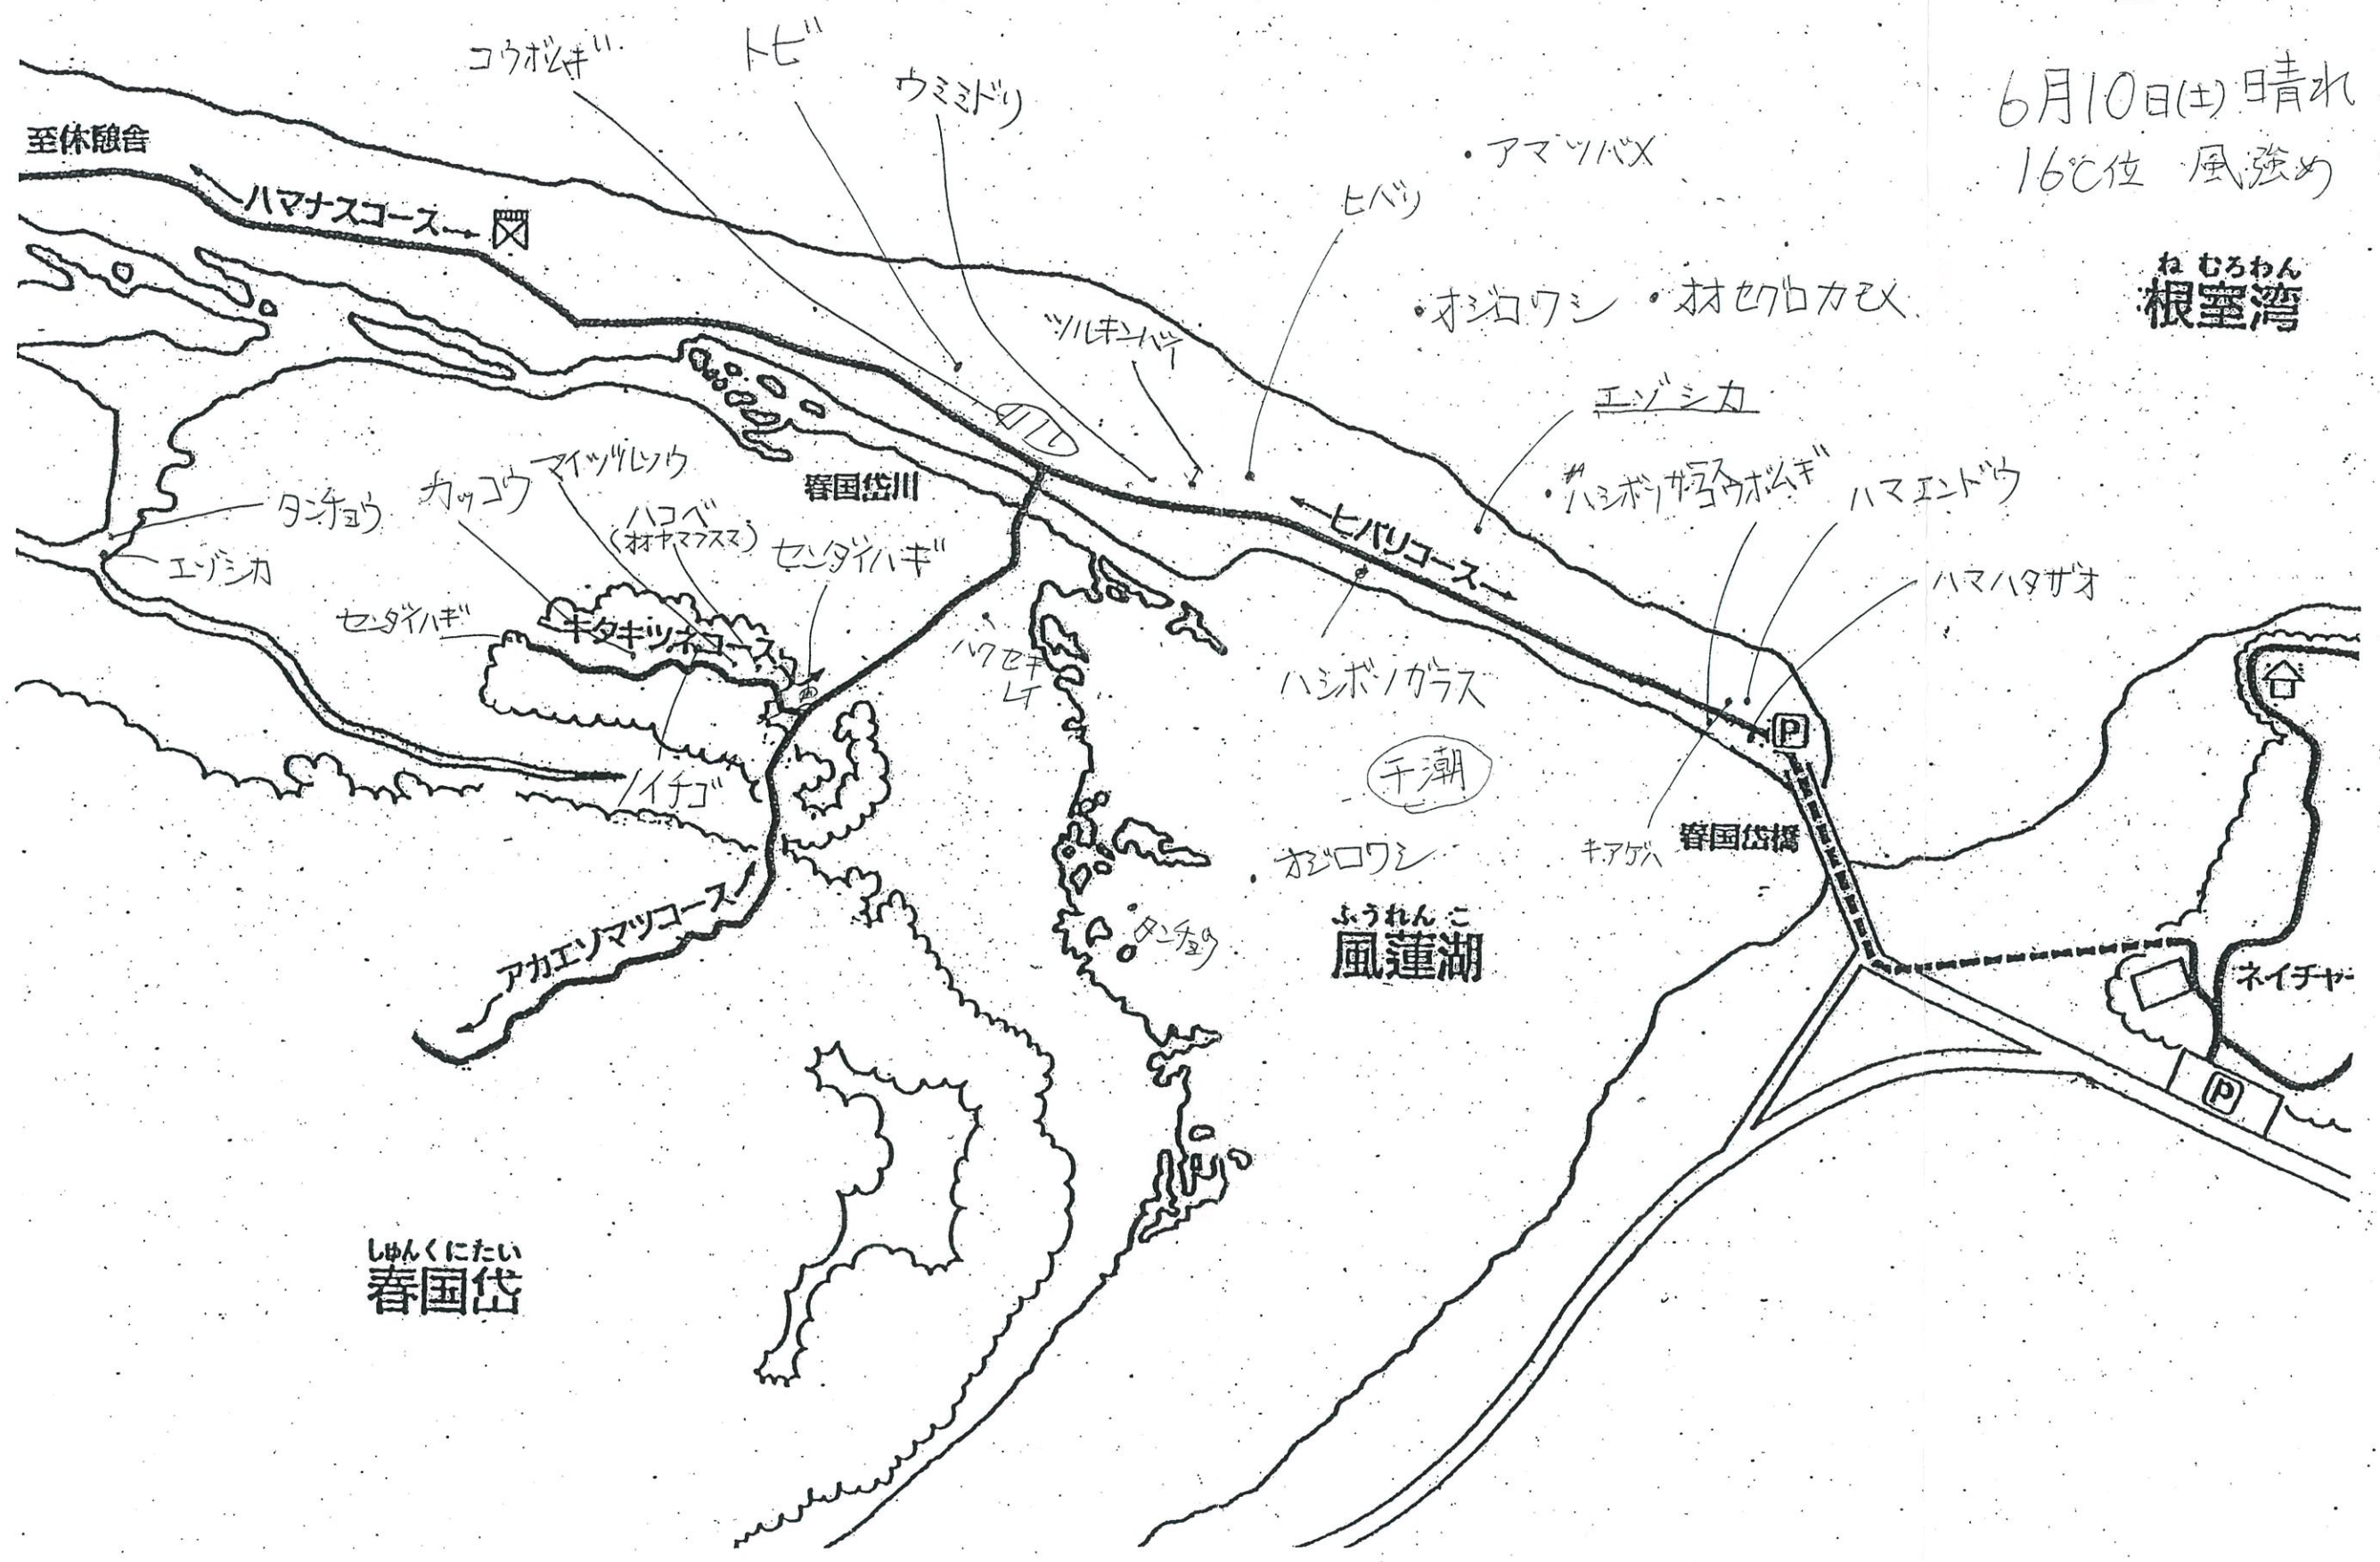 コウボムギ
トビ
ウミミドリ
6月10日(土) 晴れ
16℃位 風強め
・アマツバメ
ヒバリ
至休憩舎
ハマナスコース
ねむろわん
根室湾
・オジロワシ
・オオセグロカモメ
ツルキンバイ
エゾシカ
・ハシボソガラス
コウボムギ
ハマエンドウ
ハマハタザオ
ヒバリコース
春国岱川
タンチョウ
カッコウ
マイヅルソウ
ハコベ
(オオヤマフスマ)
センダイハギ
エゾシカ
センダイハギ
キタキツネコース
ハクセキ
レイ
ハシボソガラス
干潮
ノイチゴ
P
キアゲハ
春国岱橋
・オジロワシ
タンチョウ
ふうれんこ
風蓮湖
アカエゾマツコース
ネイチャー
P
しゅんくにたい
春国岱